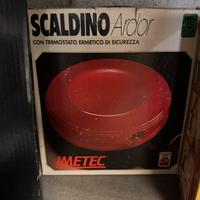 SCALDINO Ardor
CON TERMOSTATO ERMETICO DI SICUREZZA
IMETEC